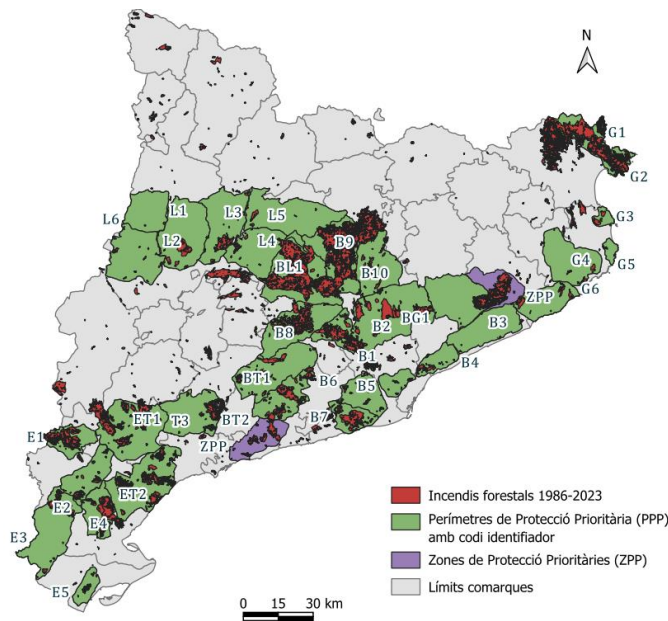 N
G1
G2
L6
L1
L3
L5
G3
L2
L4
B9
G4
G5
BL1
B10
ZPP
G6
B8
B2
BG1
B3
B1
B4
BT1
B6
B5
ET1
T3
BT2
B7
E1
ZPP
ET2
E2
E4
E3
E5
Incendis forestals 1986-2023
Perímetres de Protecció Prioritària (PPP)
amb codi identifiador
Zones de Protecció Prioritàries (ZPP)
Límits comarques
0 15 30 km